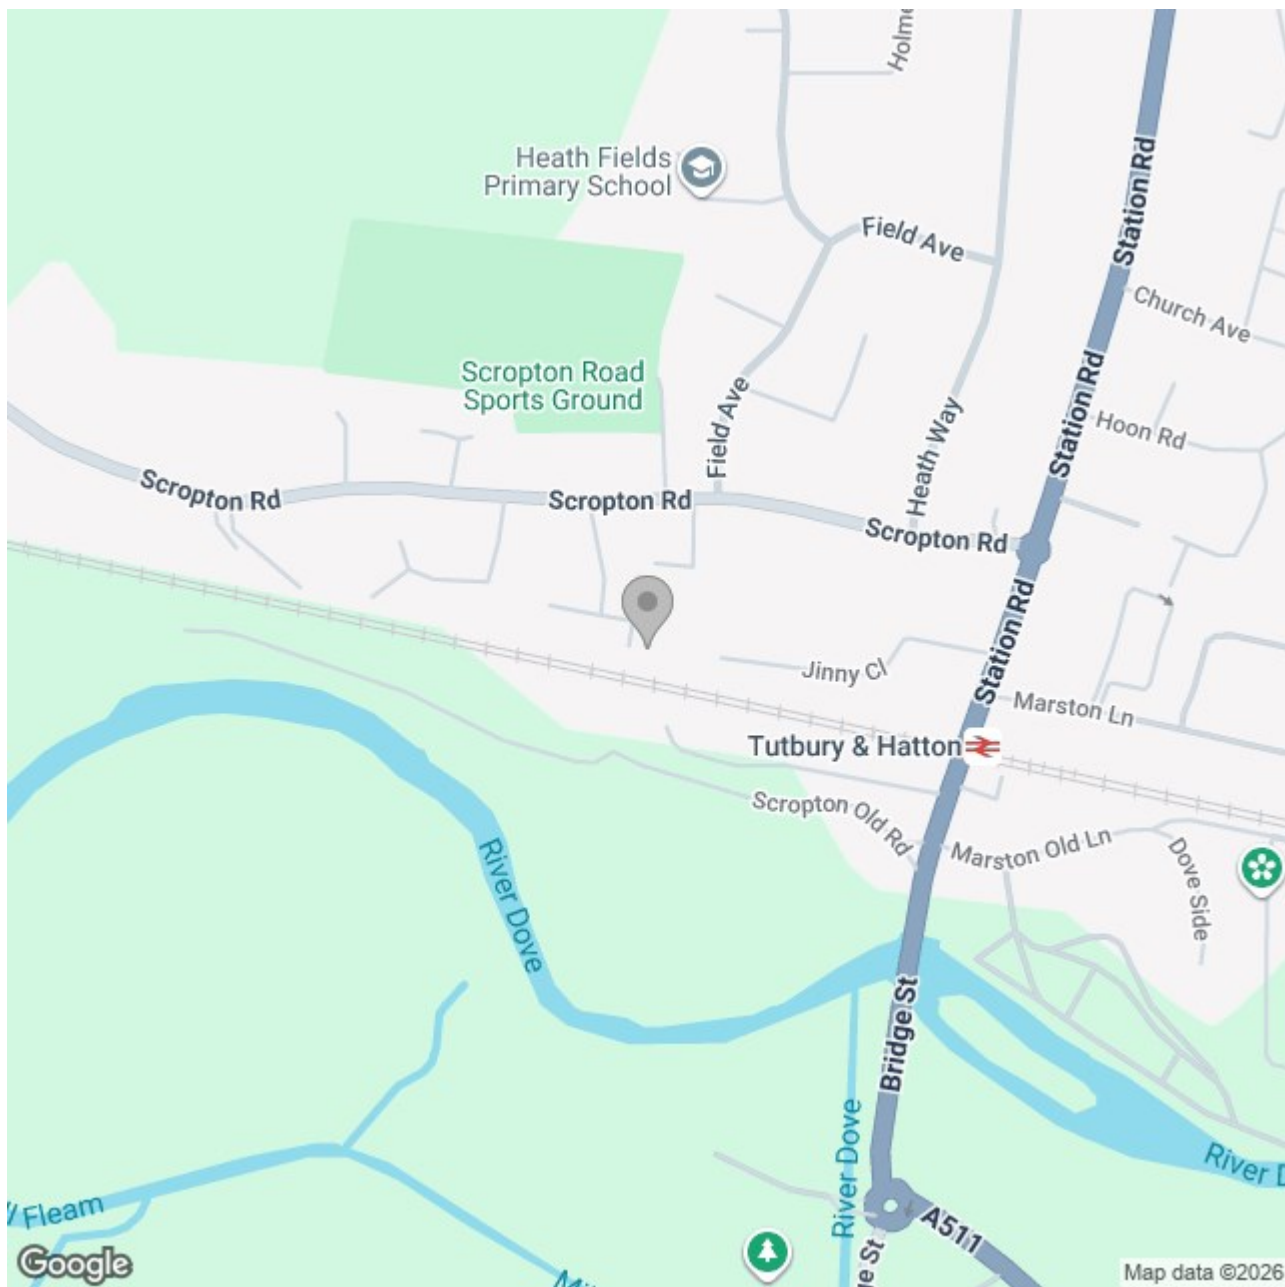 Holme
Heath Fields
Primary School
Station Rd
Field Ave
Church Ave
Scropton Road
Sports Ground
Station Rd
Field Ave
Heath Way
Hoon Rd
Scropton Rd
Scropton Rd
Scropton Rd
Station Rd
Jinny Cl
Marston Ln
Tutbury & Hatton
Scropton Old Rd
Marston Old Ln
Dove Side
River Dove
Bridge St
River Dove
River D
Fleam
A511
ge St
Mil
Google
Map data ©2026